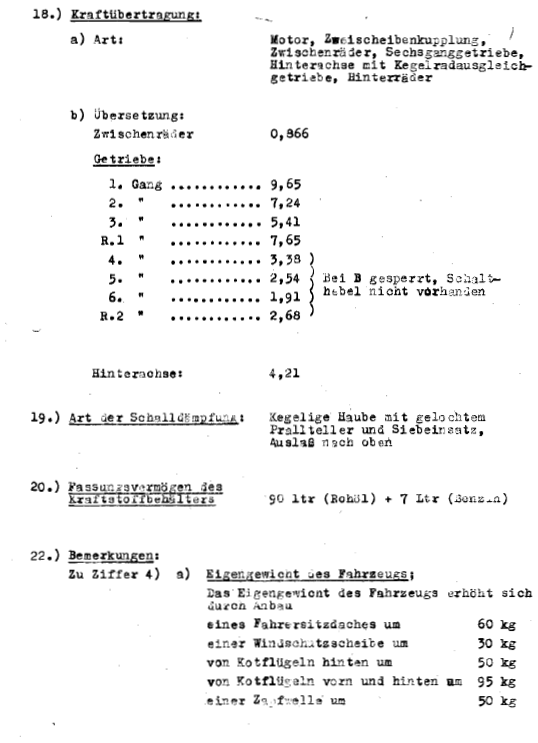 18.) Kraftübertragung:
a) Art: Motor, Zweischeibenkupplung,
Zwischenräder, Sechsganggetriebe,
Hinterachse mit Kegelradausgleich-
getriebe, Hinterräder
b) Übersetzung:
Zwischenräder 0,866
Getriebe:
1. Gang ............ 9,65
2. " ............ 7,24
3. " ............ 5,41
R.1 " ............ 7,65
4. " ............ 3,38 )
5. " ............ 2,54 ) Bei B gesperrt, Schalt-
6. " ............ 1,91 ) hebel nicht vorhanden
R.2 " ............ 2,68 )
Hinterachse: 4,21
19.) Art der Schalldämpfung: Kegelige Haube mit gelochtem
Prallteller und Siebeinsatz,
Auslaß nach oben
20.) Fassungsvermögen des
Kraftstoffbehälters 90 ltr (Rohöl) + 7 Ltr (Benzin)
22.) Bemerkungen:
Zu Ziffer 4) a) Eigengewicht des Fahrzeugs:
Das Eigengewicht des Fahrzeugs erhöht sich
durch Anbau
eines Fahrersitzdaches um 60 kg
einer Windschutzscheibe um 30 kg
von Kotflügeln hinten um 50 kg
von Kotflügeln vorn und hinten um 95 kg
einer Zapfwelle um 50 kg